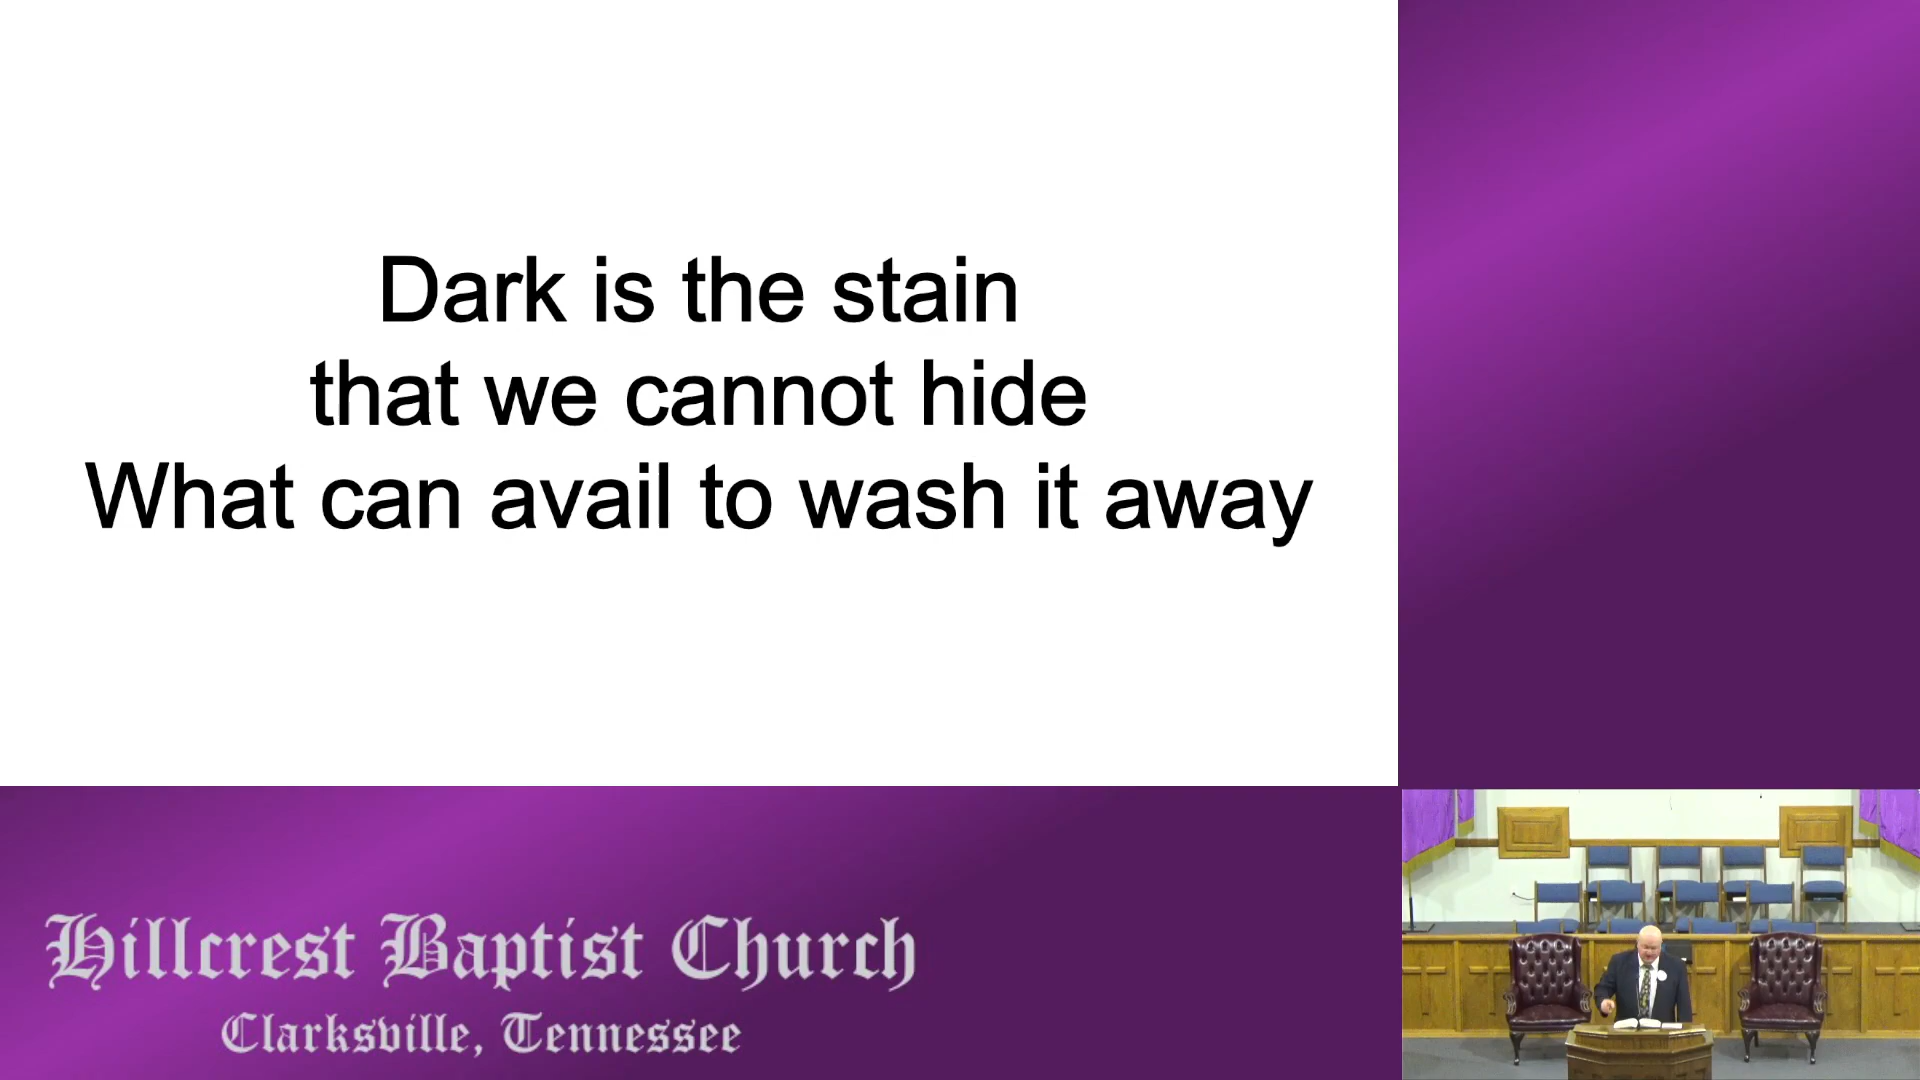 Dark is the stain
that we cannot hide
What can avail to wash it away
Hillcrest Baptist Church
Clarksville, Tennessee